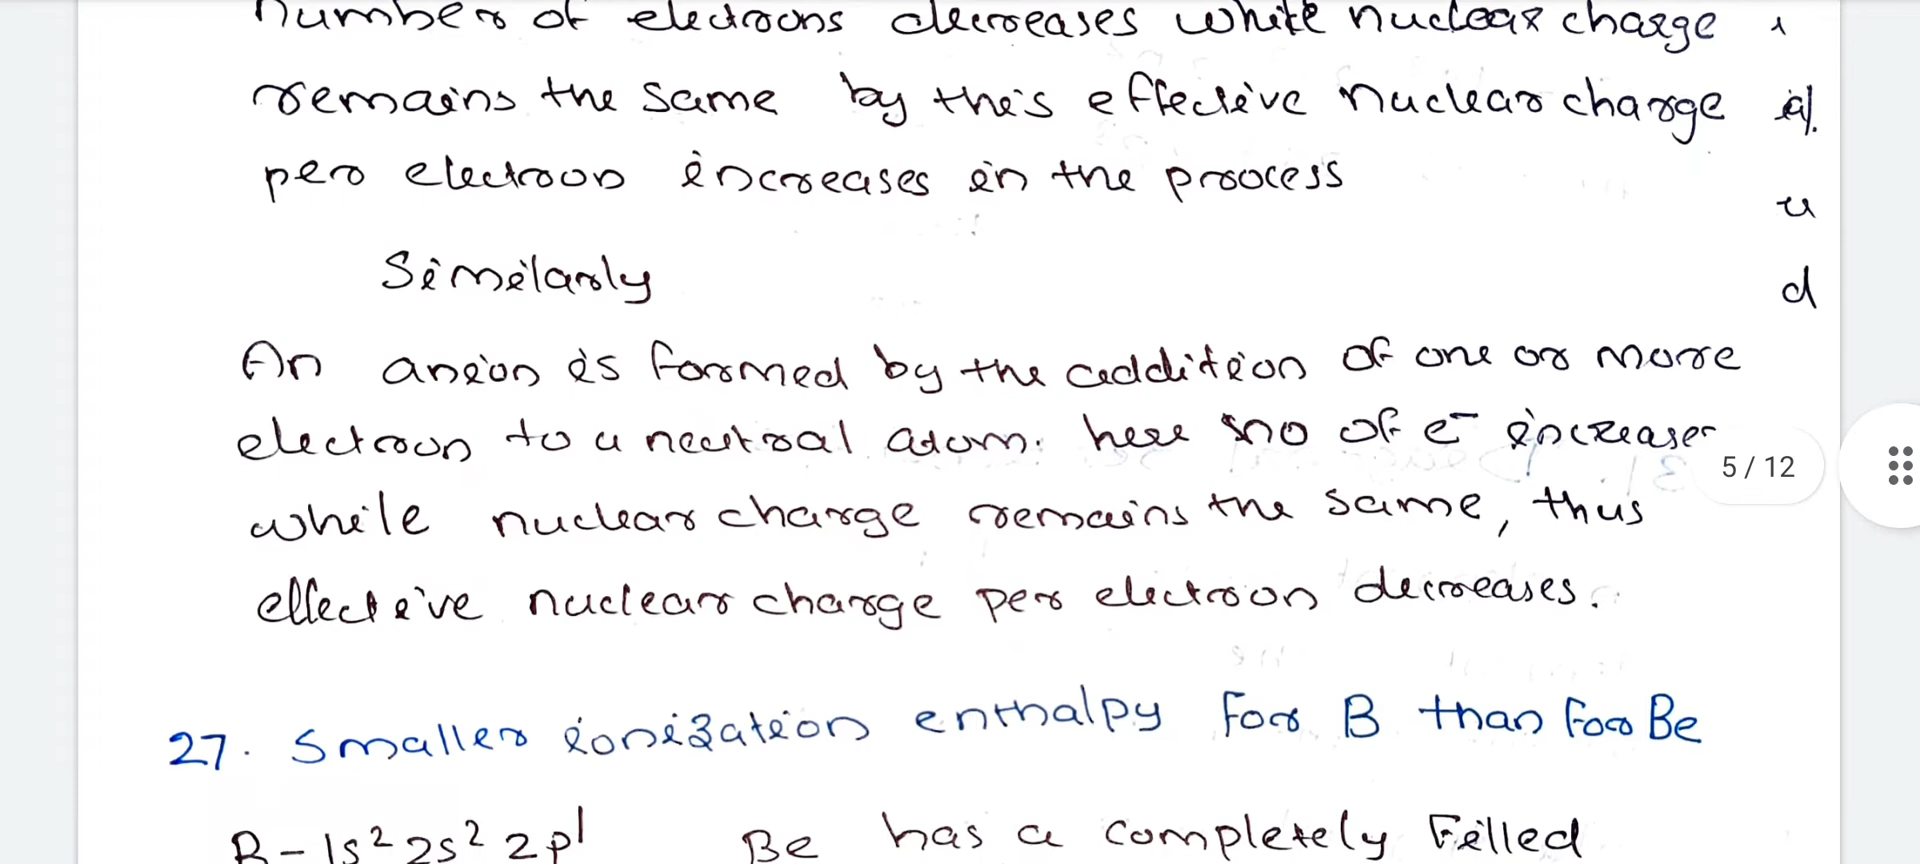 number of electrons decreases while nuclear charge
remains the same by this effective nuclear charge
per electron increases in the process
Similarly
An anion is formed by the addition of one or more
electron to a neutral atom. here no of e⁻ increases
while nuclear charge remains the same, thus
effective nuclear charge per electron decreases.
5 / 12
27. Smaller ionization enthalpy for B than for Be
B - 1s² 2s² 2p¹ Be has a completely filled